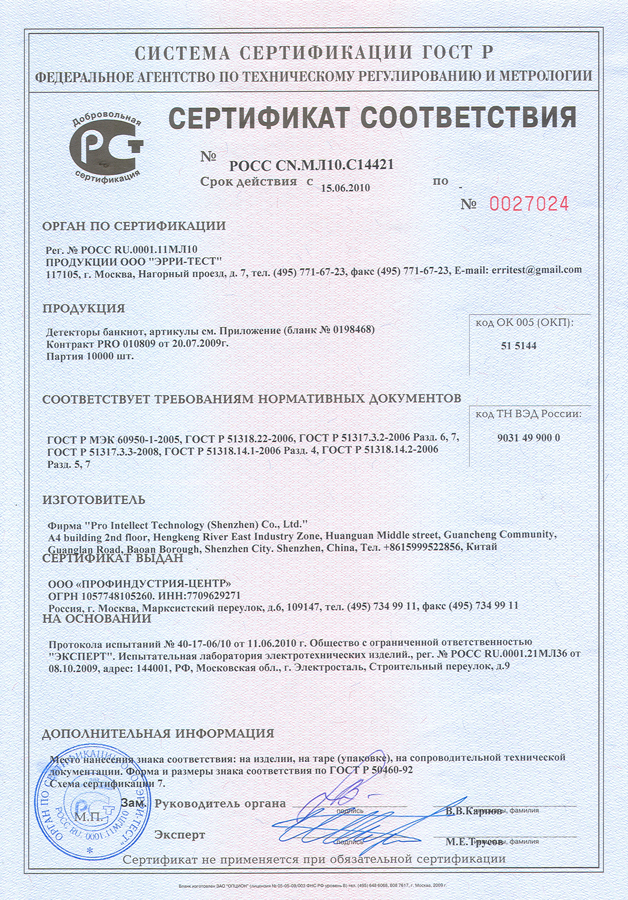 СИСТЕМА СЕРТИФИКАЦИИ ГОСТ Р
ФЕДЕРАЛЬНОЕ АГЕНТСТВО ПО ТЕХНИЧЕСКОМУ РЕГУЛИРОВАНИЮ И МЕТРОЛОГИИ
Добровольная
РСТ
сертификация
СЕРТИФИКАТ СООТВЕТСТВИЯ
№ РОСС CN.МЛ10.С14421
Срок действия с 15.06.2010 по -
№ 0027024
ОРГАН ПО СЕРТИФИКАЦИИ
Рег. № РОСС RU.0001.11МЛ10
ПРОДУКЦИИ ООО "ЭРРИ-ТЕСТ"
117105, г. Москва, Нагорный проезд, д. 7, тел. (495) 771-67-23, факс (495) 771-67-23, E-mail: erritest@gmail.com
ПРОДУКЦИЯ
Детекторы банкнот, артикулы см. Приложение (бланк № 0198468)
Контракт PRO 010809 от 20.07.2009г.
Партия 10000 шт.
код ОК 005 (ОКП):
51 5144
СООТВЕТСТВУЕТ ТРЕБОВАНИЯМ НОРМАТИВНЫХ ДОКУМЕНТОВ
ГОСТ Р МЭК 60950-1-2005, ГОСТ Р 51318.22-2006, ГОСТ Р 51317.3.2-2006 Разд. 6, 7,
ГОСТ Р 51317.3.3-2008, ГОСТ Р 51318.14.1-2006 Разд. 4, ГОСТ Р 51318.14.2-2006
Разд. 5, 7
код ТН ВЭД России:
9031 49 900 0
ИЗГОТОВИТЕЛЬ
Фирма "Pro Intellect Technology (Shenzhen) Co., Ltd."
A4 building 2nd floor, Hengkeng River East Industry Zone, Huanguan Middle street, Guancheng Community,
Guanglan Road, Baoan Borough, Shenzhen City. Shenzhen, China, Тел. +8615999522856, Китай
СЕРТИФИКАТ ВЫДАН
ООО «ПРОФИНДУСТРИЯ-ЦЕНТР»
ОГРН 1057748105260. ИНН:7709629271
Россия, г. Москва, Марксистский переулок, д.6, 109147, тел. (495) 734 99 11, факс (495) 734 99 11
НА ОСНОВАНИИ
Протокола испытаний № 40-17-06/10 от 11.06.2010 г. Общество с ограниченной ответственностью
"ЭКСПЕРТ". Испытательная лаборатория электротехнических изделий., рег. № РОСС RU.0001.21МЛ36 от
08.10.2009, адрес: 144001, РФ, Московская обл., г. Электросталь, Строительный переулок, д.9
ДОПОЛНИТЕЛЬНАЯ ИНФОРМАЦИЯ
Место нанесения знака соответствия: на изделии, на таре (упаковке), на сопроводительной технической
документации. Форма и размеры знака соответствия по ГОСТ Р 50460-92
Схема сертификации 7.
Зам. Руководитель органа
подпись
В.В.Карпов
фамилия
М.П.
Эксперт
подпись
М.Е.Трусов
фамилия
ОРГАН ПО СЕРТИФИКАЦИИ
РОСС RU. 0001.11МЛ10
Сертификат не применяется при обязательной сертификации